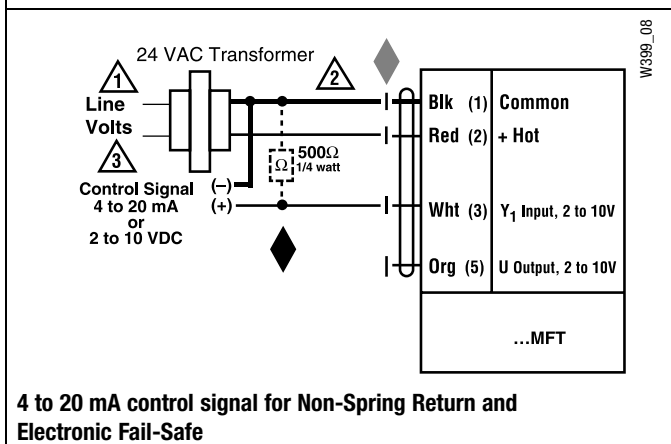 W399_08
24 VAC Transformer
1
2
Line
Volts
3
500Ω
Ω 1/4 watt
Control Signal (–)
4 to 20 mA (+)
or
2 to 10 VDC
Blk (1) Common
Red (2) + Hot
Wht (3) Y1 Input, 2 to 10V
Org (5) U Output, 2 to 10V
...MFT
4 to 20 mA control signal for Non-Spring Return and
Electronic Fail-Safe